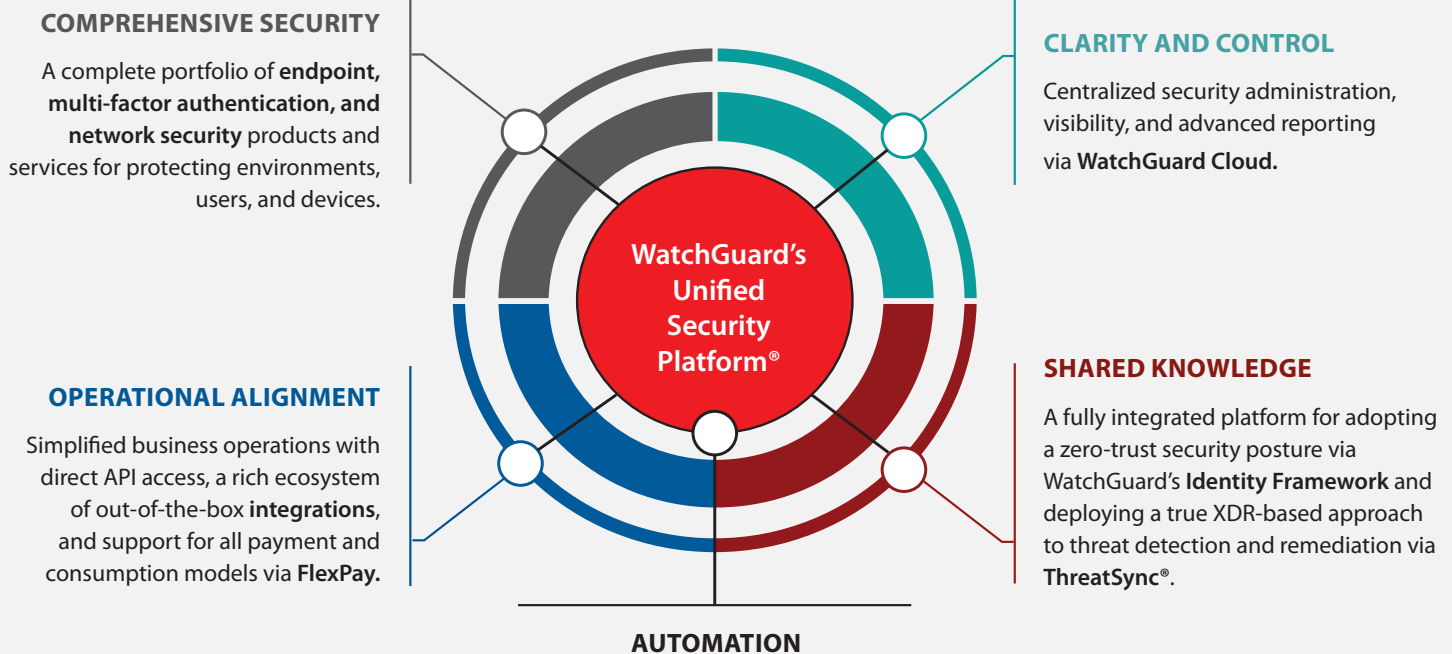 COMPREHENSIVE SECURITY
A complete portfolio of endpoint,
multi-factor authentication, and
network security products and
services for protecting environments,
users, and devices.
CLARITY AND CONTROL
Centralized security administration,
visibility, and advanced reporting
via WatchGuard Cloud.
WatchGuard's
Unified
Security
Platform®
OPERATIONAL ALIGNMENT
Simplified business operations with
direct API access, a rich ecosystem
of out-of-the-box integrations,
and support for all payment and
consumption models via FlexPay.
SHARED KNOWLEDGE
A fully integrated platform for adopting
a zero-trust security posture via
WatchGuard's Identity Framework and
deploying a true XDR-based approach
to threat detection and remediation via
ThreatSync®.
AUTOMATION